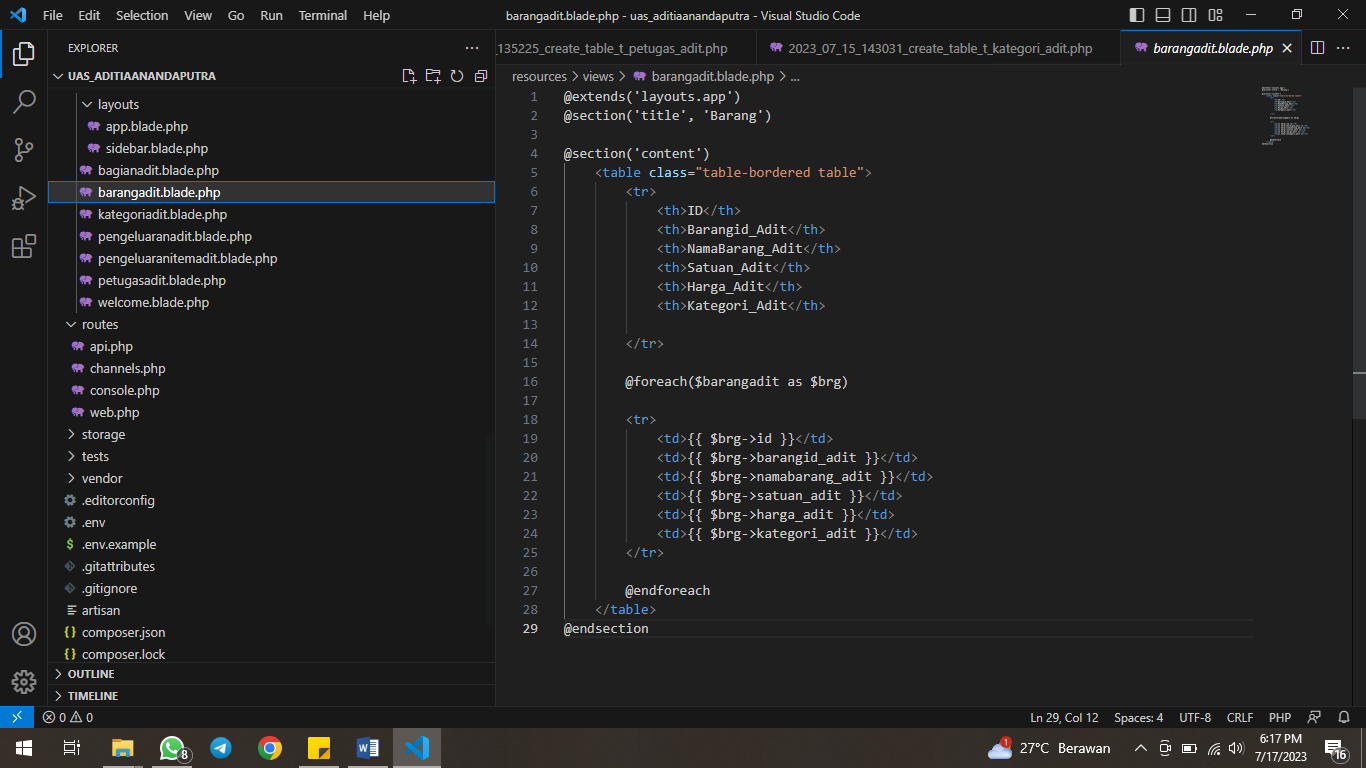 File Edit Selection View Go Run Terminal Help barangadit.blade.php - uas_aditiaanandaputra - Visual Studio Code
EXPLORER
UAS_ADITIAANANDAPUTRA
layouts
app.blade.php
sidebar.blade.php
bagianadit.blade.php
barangadit.blade.php
kategoriadit.blade.php
pengeluaranadit.blade.php
pengeluaranitemadit.blade.php
petugasadit.blade.php
welcome.blade.php
routes
api.php
channels.php
console.php
web.php
storage
tests
vendor
.editorconfig
.env
.env.example
.gitattributes
.gitignore
artisan
composer.json
composer.lock
OUTLINE
TIMELINE
135225_create_table_t_petugas_adit.php 2023_07_15_143031_create_table_t_kategori_adit.php barangadit.blade.php
resources > views > barangadit.blade.php > ...
1 @extends('layouts.app')
2 @section('title', 'Barang')
3
4 @section('content')
5 <table class="table-bordered table">
6 <tr>
7 <th>ID</th>
8 <th>Barangid_Adit</th>
9 <th>NamaBarang_Adit</th>
10 <th>Satuan_Adit</th>
11 <th>Harga_Adit</th>
12 <th>Kategori_Adit</th>
13
14 </tr>
15
16 @foreach($barangadit as $brg)
17
18 <tr>
19 <td>{{ $brg->id }}</td>
20 <td>{{ $brg->barangid_adit }}</td>
21 <td>{{ $brg->namabarang_adit }}</td>
22 <td>{{ $brg->satuan_adit }}</td>
23 <td>{{ $brg->harga_adit }}</td>
24 <td>{{ $brg->kategori_adit }}</td>
25 </tr>
26
27 @endforeach
28 </table>
29 @endsection
0 0 Ln 29, Col 12 Spaces: 4 UTF-8 CRLF PHP
8 1 27°C Berawan 6:17 PM
7/17/2023 16